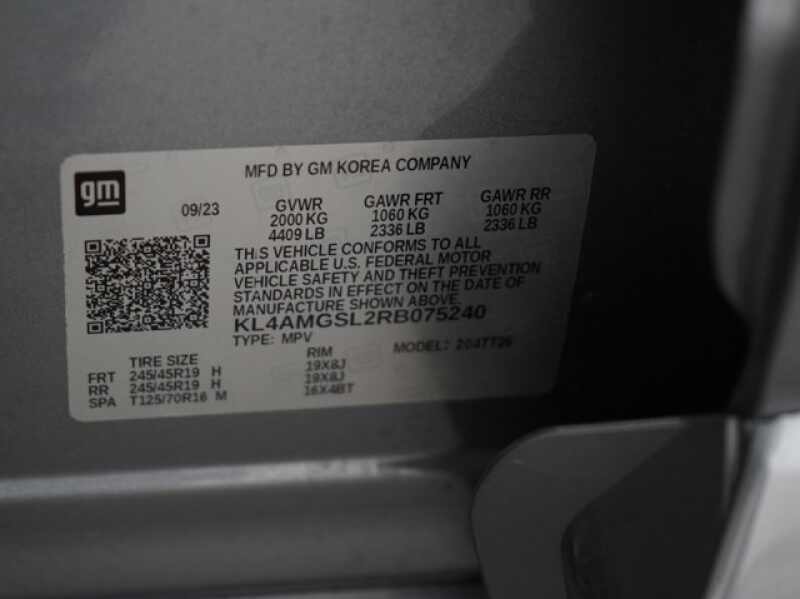 gm
MFD BY GM KOREA COMPANY
09/23
GVWR GAWR FRT GAWR RR
2000 KG 1060 KG 1060 KG
4409 LB 2336 LB 2336 LB
THIS VEHICLE CONFORMS TO ALL
APPLICABLE U.S. FEDERAL MOTOR
VEHICLE SAFETY AND THEFT PREVENTION
STANDARDS IN EFFECT ON THE DATE OF
MANUFACTURE SHOWN ABOVE.
KL4AMGSL2RB075240
TYPE: MPV MODEL: 204TT26
TIRE SIZE RIM
FRT 245/45R19 H 19X8J
RR 245/45R19 H 19X8J
SPA T125/70R16 M 16X4BT